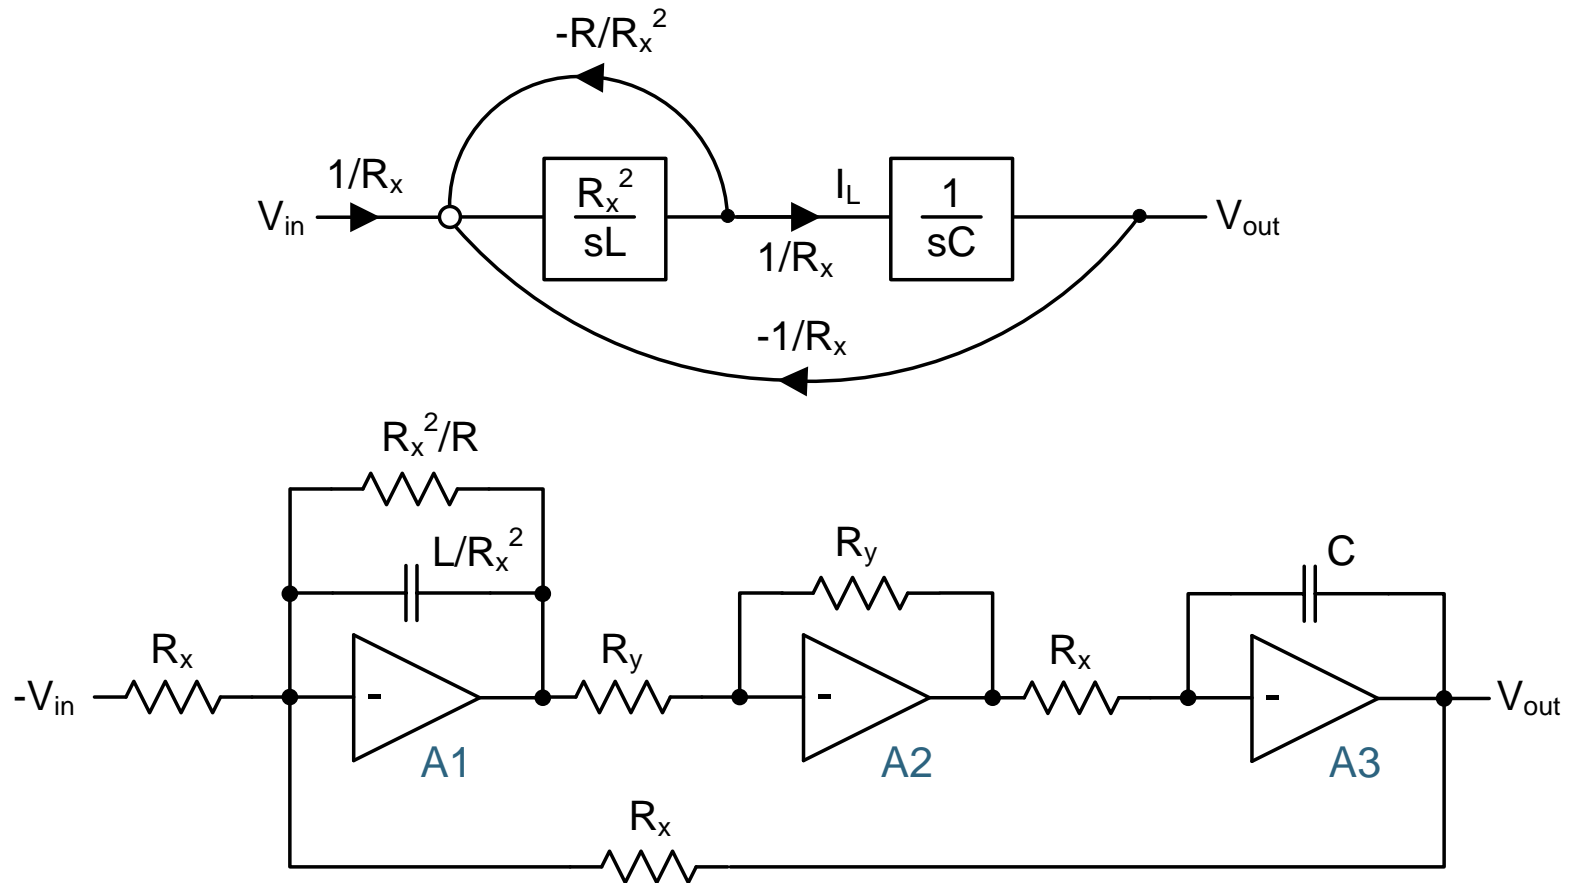 -R/Rx²
1/Rx
Vin
Rx²
sL
IL
1/Rx
1
sC
Vout
-1/Rx
Rx²/R
L/Rx²
Ry
C
Rx
Ry
Rx
-Vin
-
-
-
Vout
A1
A2
A3
Rx